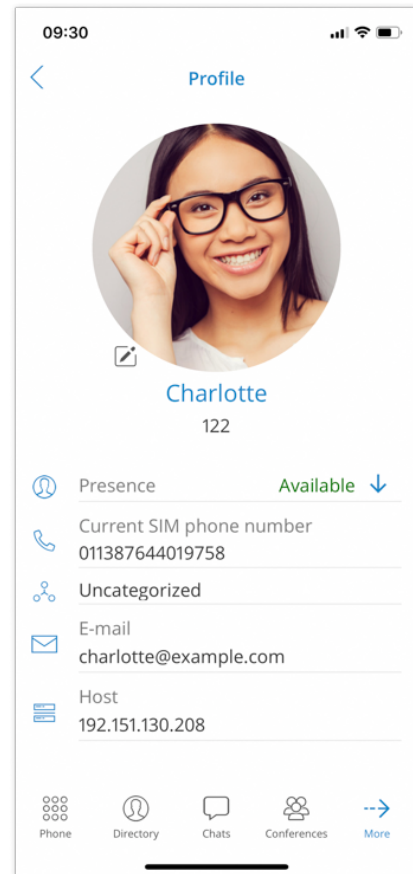 09:30
Profile
Charlotte
122
Presence Available
Current SIM phone number
011387644019758
Uncategorized
E-mail
charlotte@example.com
Host
192.151.130.208
Phone Directory Chats Conferences More